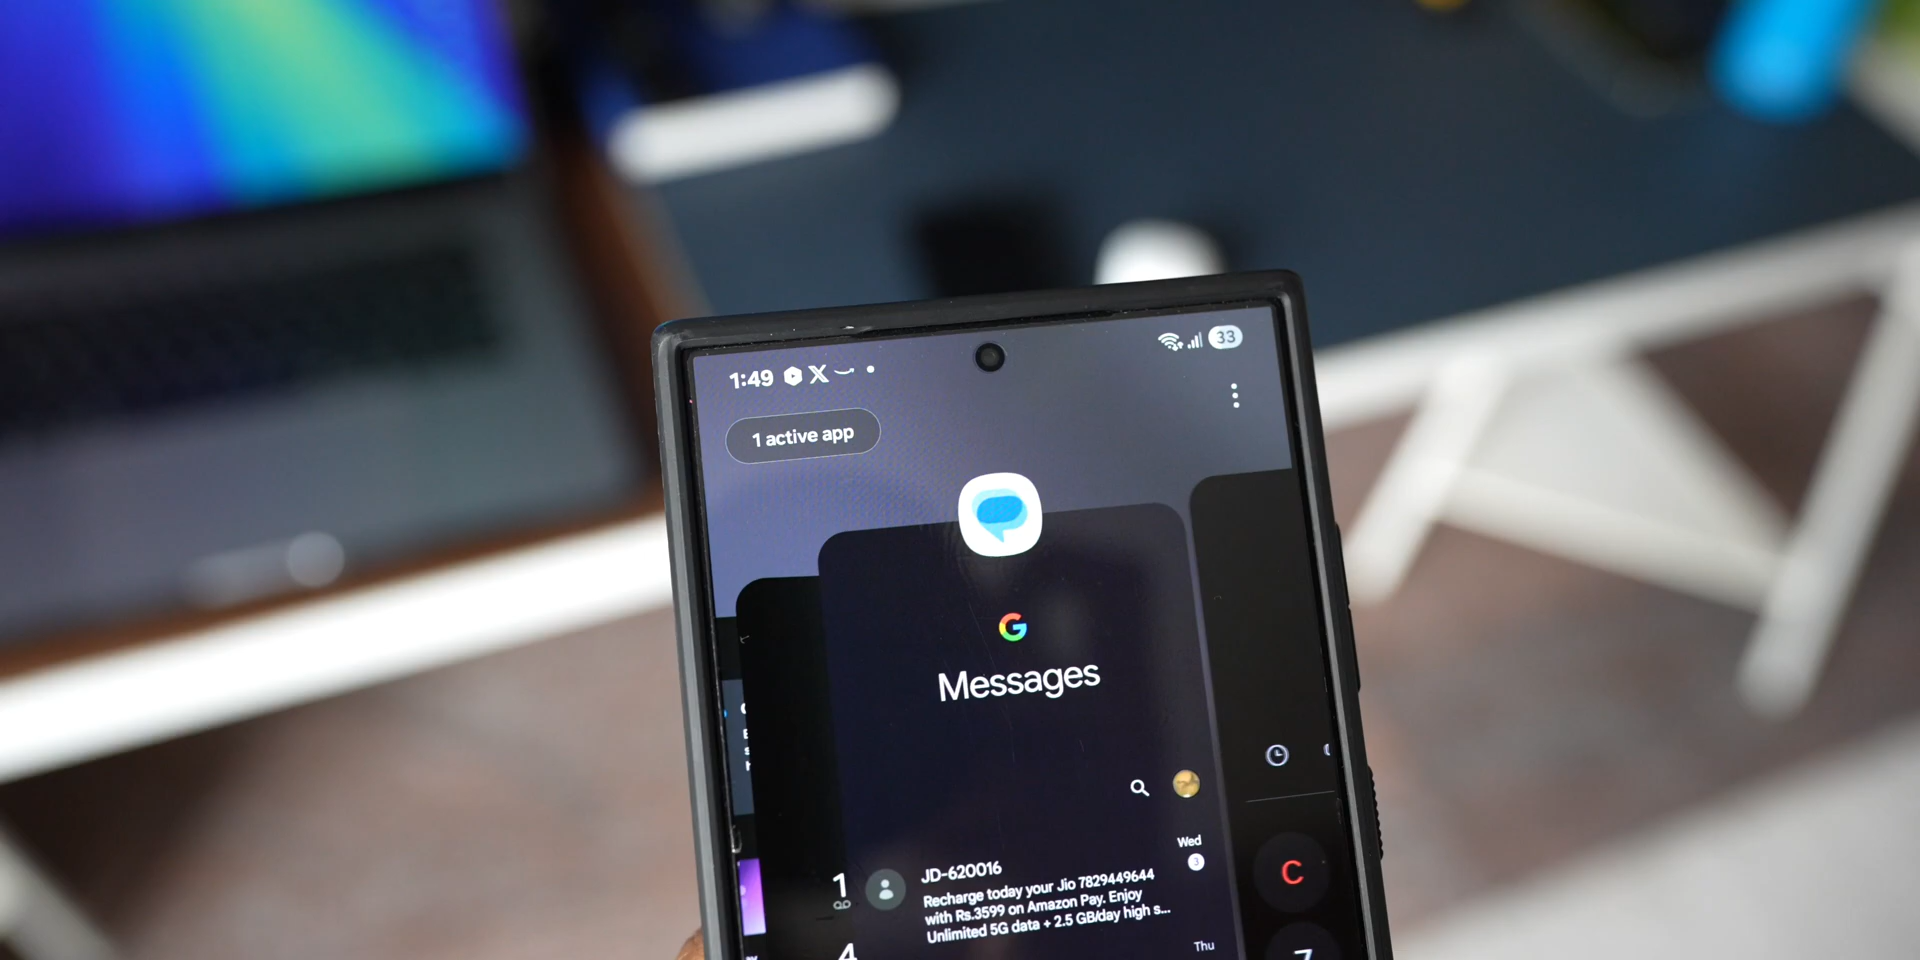 1:49
33
1 active app
G
Messages
Wed
3
JD-620016
Recharge today your Jio 7829449644
with Rs.3599 on Amazon Pay. Enjoy
Unlimited 5G data + 2.5 GB/day high s...
Thu
1
4
C
7